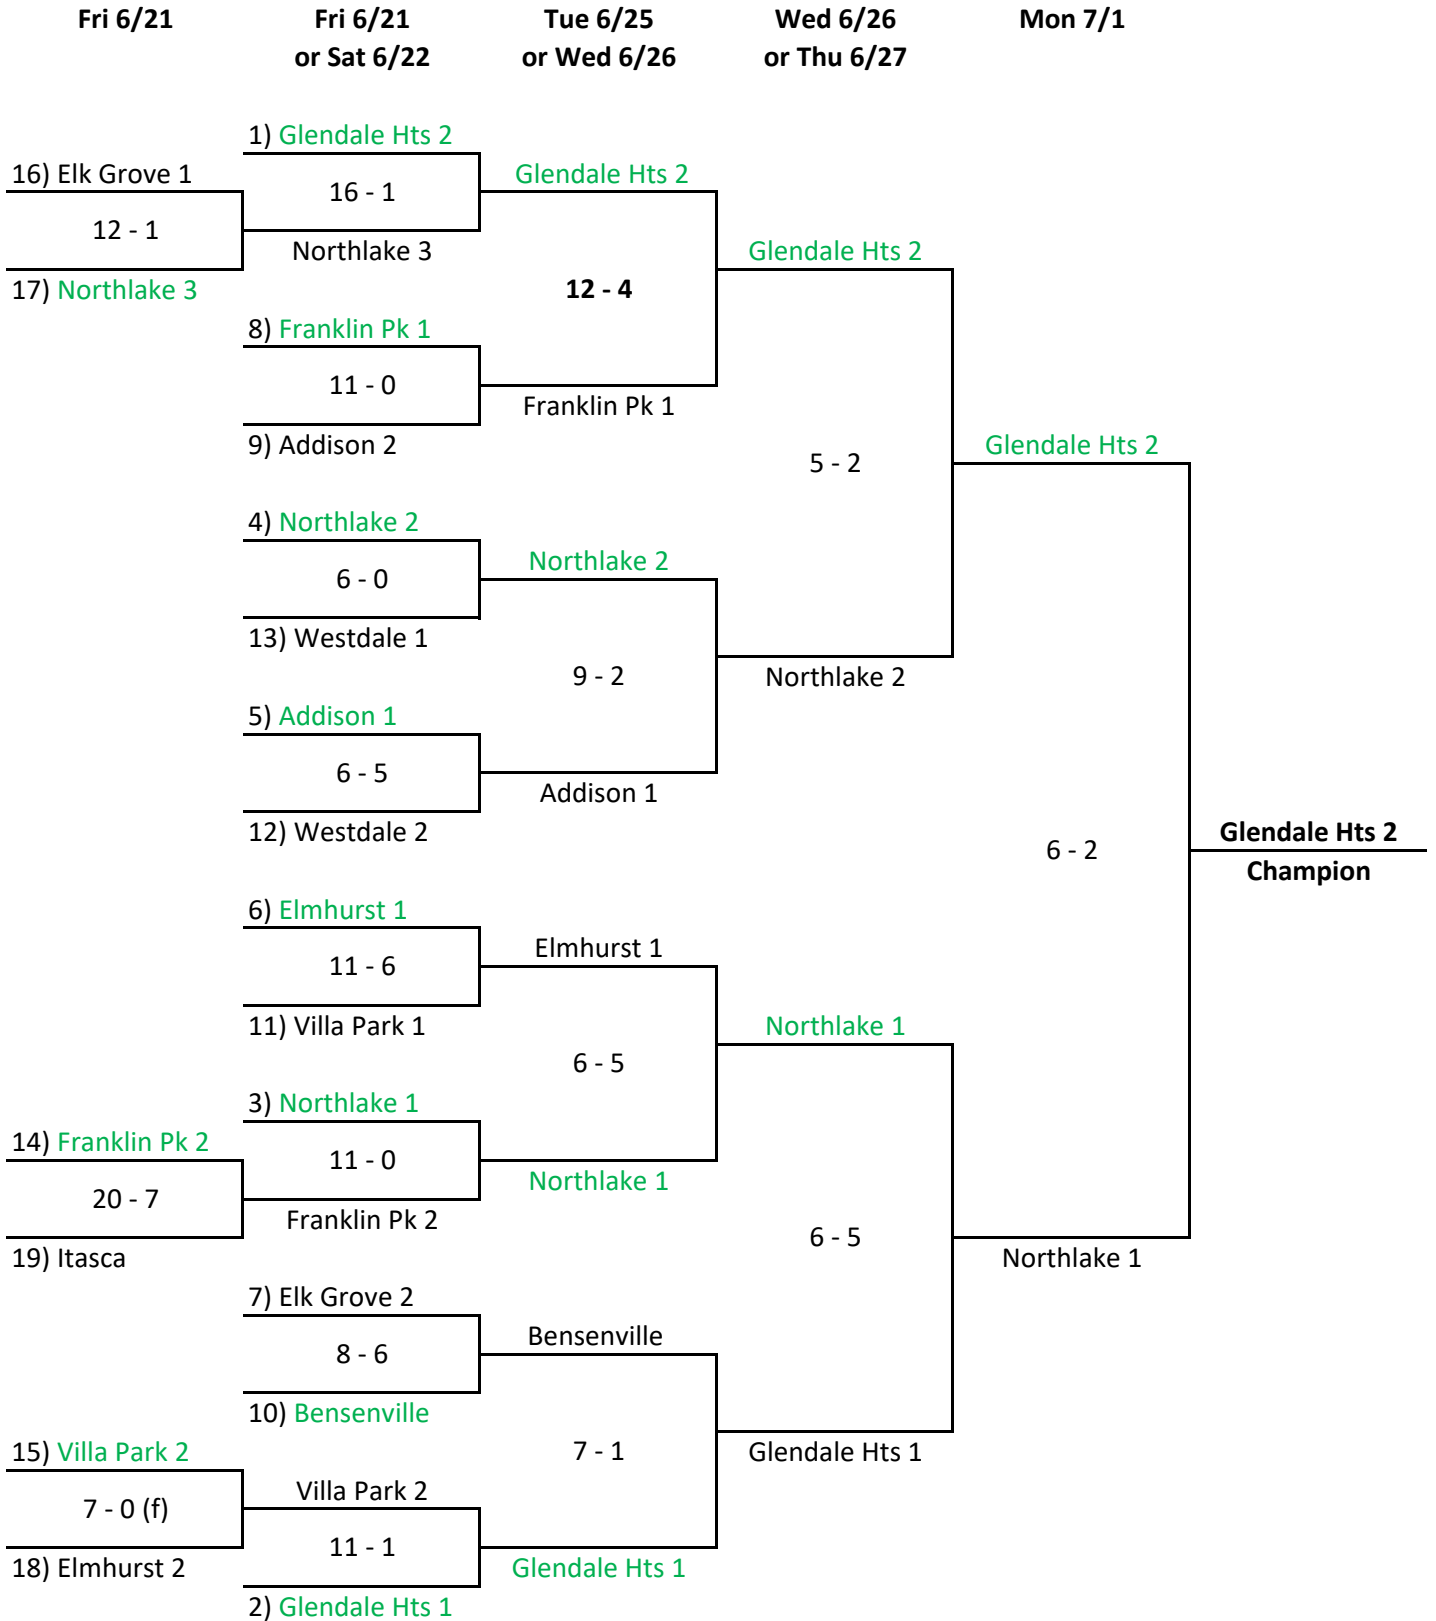 Fri 6/21
Fri 6/21
or Sat 6/22
Tue 6/25
or Wed 6/26
Wed 6/26
or Thu 6/27
Mon 7/1
16) Elk Grove 1
12 - 1
17) Northlake 3
14) Franklin Pk 2
20 - 7
19) Itasca
15) Villa Park 2
7 - 0 (f)
18) Elmhurst 2
1) Glendale Hts 2
16 - 1
Northlake 3
8) Franklin Pk 1
11 - 0
9) Addison 2
4) Northlake 2
6 - 0
13) Westdale 1
5) Addison 1
6 - 5
12) Westdale 2
6) Elmhurst 1
11 - 6
11) Villa Park 1
3) Northlake 1
11 - 0
Franklin Pk 2
7) Elk Grove 2
8 - 6
10) Bensenville
Villa Park 2
11 - 1
2) Glendale Hts 1
Glendale Hts 2
12 - 4
Franklin Pk 1
Northlake 2
9 - 2
Addison 1
Elmhurst 1
6 - 5
Northlake 1
Bensenville
7 - 1
Glendale Hts 1
Glendale Hts 2
5 - 2
Northlake 2
Northlake 1
6 - 5
Glendale Hts 1
Glendale Hts 2
6 - 2
Northlake 1
Glendale Hts 2
Champion